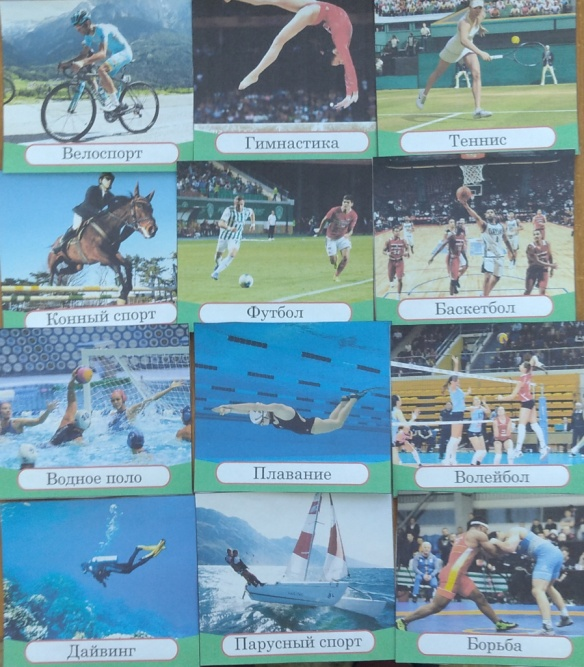 Велоспорт
Гимнастика
Теннис
Конный спорт
Футбол
Баскетбол
Водное поло
Плавание
Волейбол
Дайвинг
Парусный спорт
Борьба